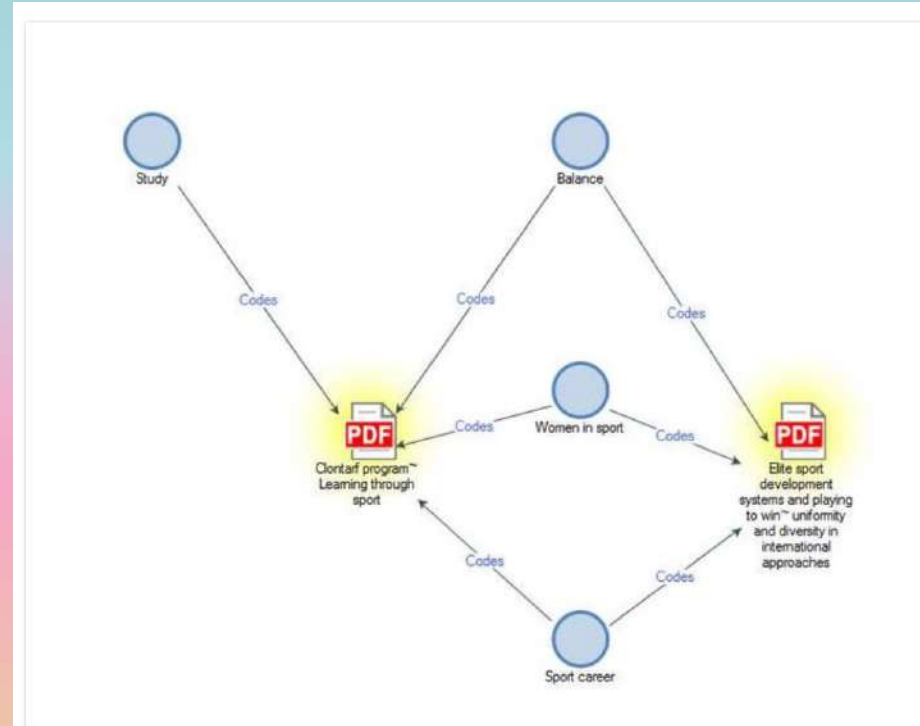 Study
Balance
Codes
Codes
Codes
PDF
Clontarf program~
Learning through
sport
Codes
Women in sport
Codes
PDF
Elite sport
development
systems and playing
to win~ uniformity
and diversity in
international
approaches
Codes
Codes
Sport career